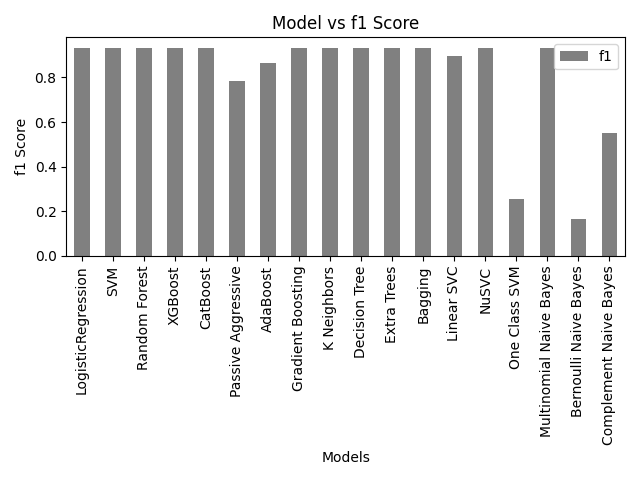 Model vs f1 Score
f1
f1 Score
0.8
0.6
0.4
0.2
0.0
LogisticRegression
SVM
Random Forest
XGBoost
CatBoost
Passive Aggressive
AdaBoost
Gradient Boosting
K Neighbors
Decision Tree
Extra Trees
Bagging
Linear SVC
NuSVC
One Class SVM
Multinomial Naive Bayes
Bernoulli Naive Bayes
Complement Naive Bayes
Models